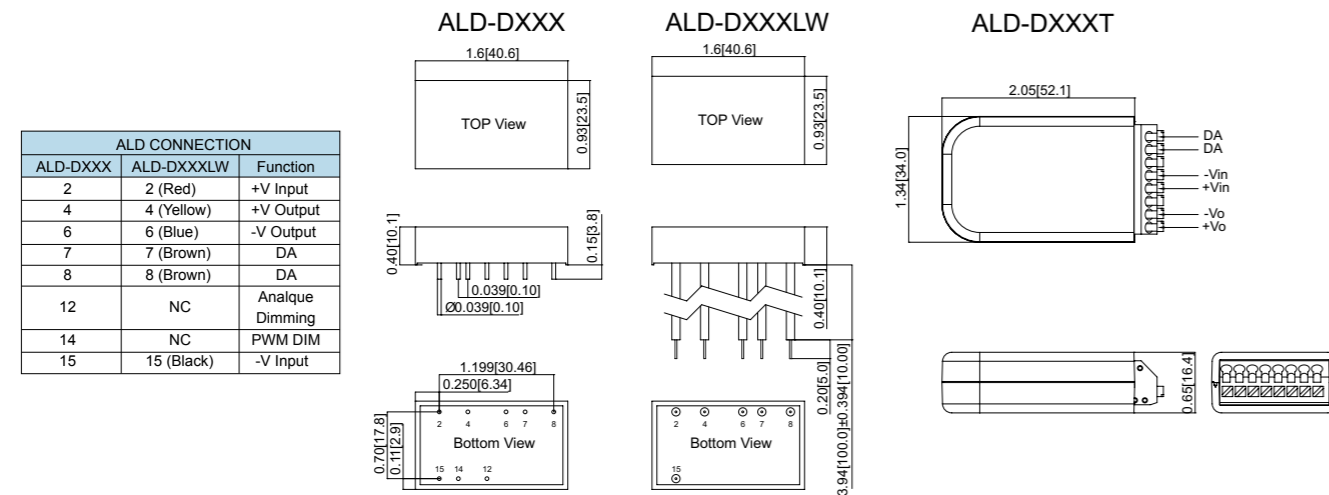 ALD-DXXX
ALD-DXXXLW
ALD-DXXXT
ALD CONNECTION
ALD-DXXX ALD-DXXXLW Function
2 2 (Red) +V Input
4 4 (Yellow) +V Output
6 6 (Blue) -V Output
7 7 (Brown) DA
8 8 (Brown) DA
12 NC Analque Dimming
14 NC PWM DIM
15 15 (Black) -V Input
1.6[40.6]
TOP View
0.93[23.5]
0.40[10.1]
0.15[3.8]
0.039[0.10]
Ø0.039[0.10]
1.199[30.46]
0.250[6.34]
0.70[17.8]
0.11[2.9]
2 4 6 7 8
Bottom View
15 14 12
1.6[40.6]
TOP View
0.93[23.5]
0.40[10.1]
0.20[5.0]
3.94[100.0]±0.394[10.00]
2 4 6 7 8
Bottom View
15
2.05[52.1]
1.34[34.0]
DA
DA
-Vin
+Vin
-Vo
+Vo
0.65[16.4]